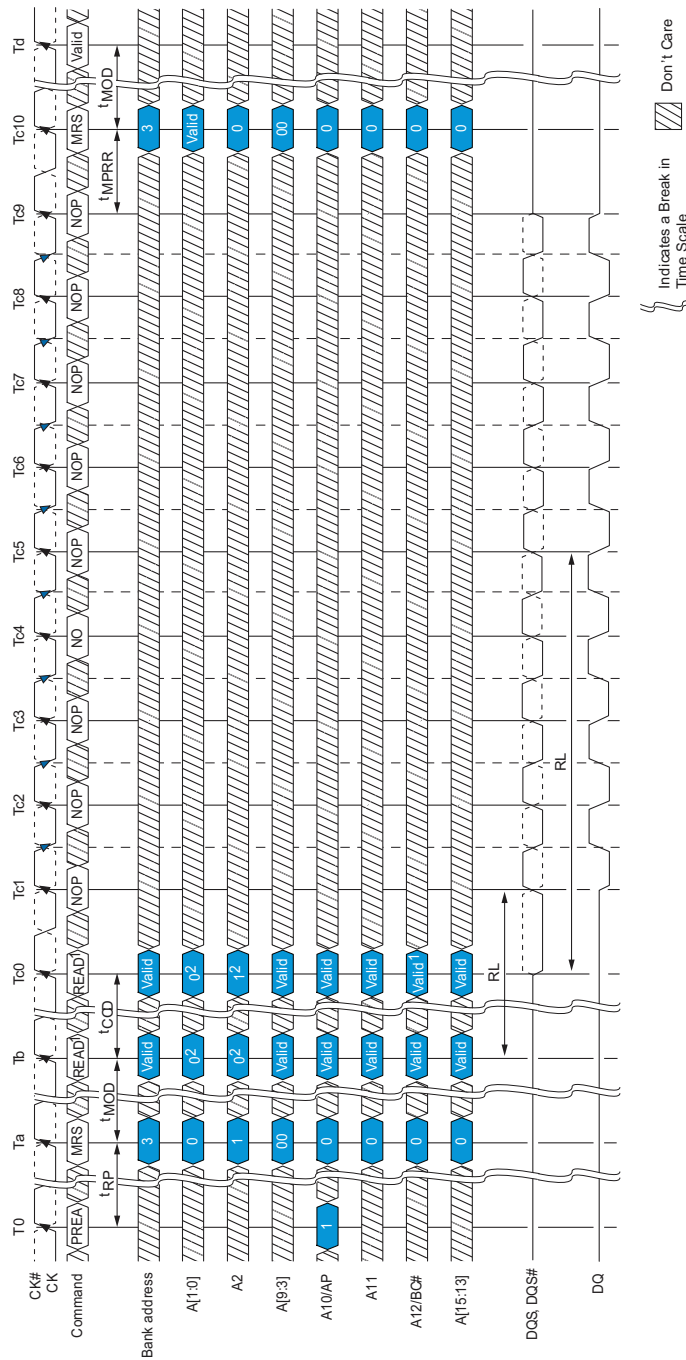 T0 Ta Tb Tc0 Tc1 Tc2 Tc3 Tc4 Tc5 Tc6 Tc7 Tc8 Tc9 Tc10 Td
CK#
CK
Command PREA MRS READ1 READ1 NOP NOP NOP NO NOP NOP NOP NOP NOP MRS Valid
tRP tMOD tCCD tMPRR tMOD
Bank address 3 Valid Valid 3
A[1:0] 0 02 02 Valid
A2 1 02 12 0
A[9:3] 00 Valid Valid 00
A10/AP 1 0 Valid Valid 0
A11 0 Valid Valid 0
A12/BC# 0 Valid1 Valid1 0
A[15:13] 0 Valid Valid 0
RL
DQS, DQS#
RL
DQ
Indicates a Break in
Time Scale
Don't Care